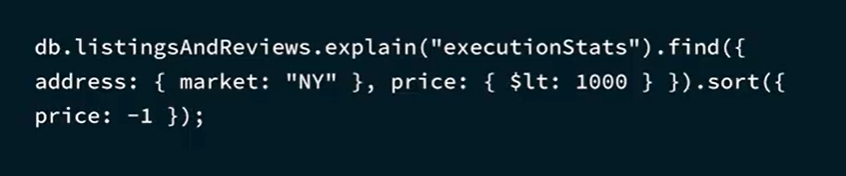 db.listingsAndReviews.explain("executionStats").find({
address: { market: "NY" }, price: { $lt: 1000 } }).sort({
price: -1 });